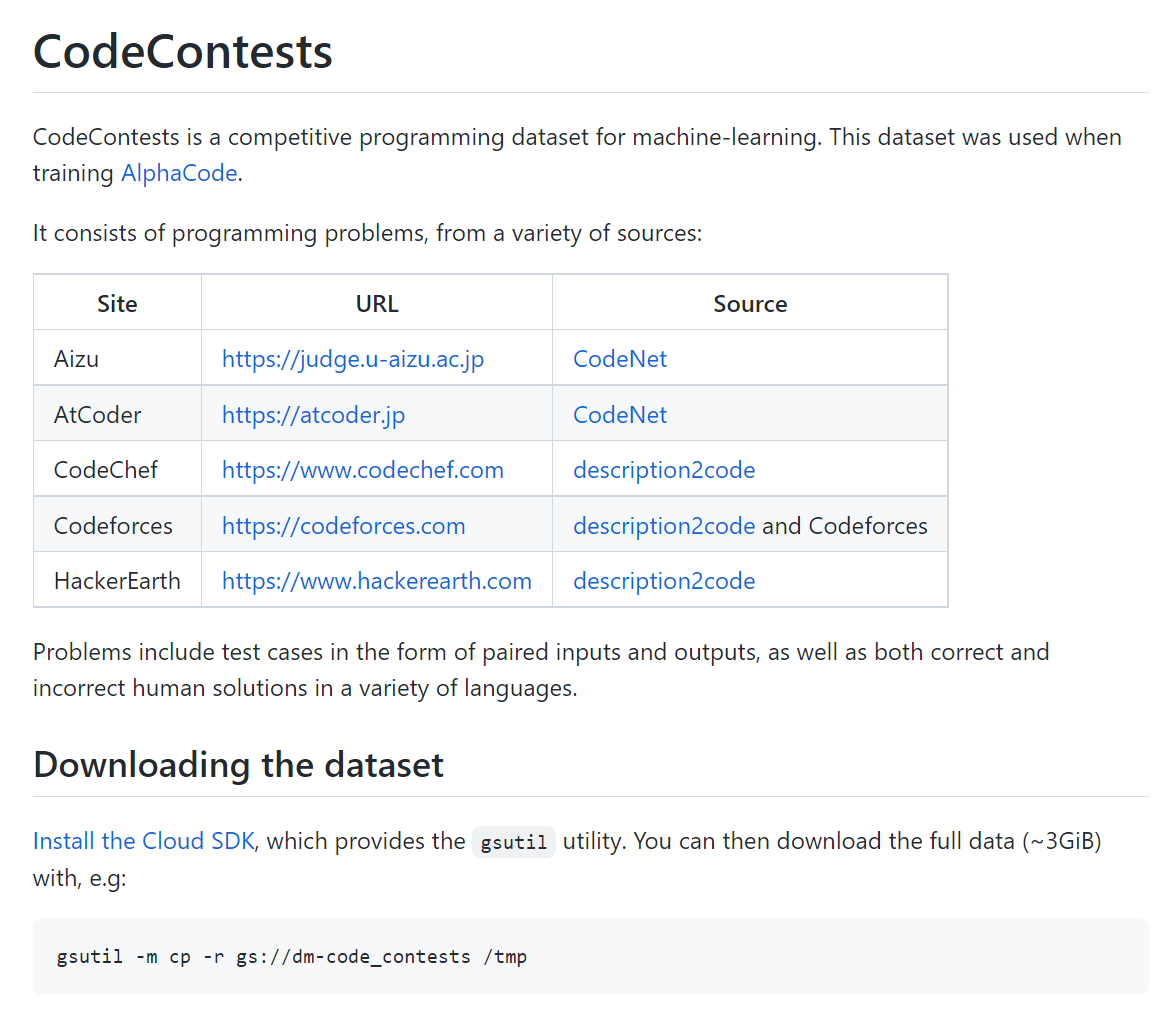 CodeContests
CodeContests is a competitive programming dataset for machine-learning. This dataset was used when
training AlphaCode.
It consists of programming problems, from a variety of sources:
Site URL Source
Aizu https://judge.u-aizu.ac.jp CodeNet
AtCoder https://atcoder.jp CodeNet
CodeChef https://www.codechef.com description2code
Codeforces https://codeforces.com description2code and Codeforces
HackerEarth https://www.hackerearth.com description2code
Problems include test cases in the form of paired inputs and outputs, as well as both correct and
incorrect human solutions in a variety of languages.
Downloading the dataset
Install the Cloud SDK, which provides the gsutil utility. You can then download the full data (~3GiB)
with, e.g:
gsutil -m cp -r gs://dm-code_contests /tmp